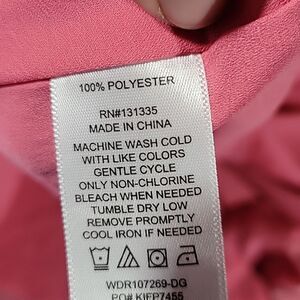 100% POLYESTER
RN#131335
MADE IN CHINA
MACHINE WASH COLD
WITH LIKE COLORS
GENTLE CYCLE
ONLY NON-CHLORINE
BLEACH WHEN NEEDED
TUMBLE DRY LOW
REMOVE PROMPTLY
COOL IRON IF NEEDED
WDR107269-DG
PO# KIFP7455